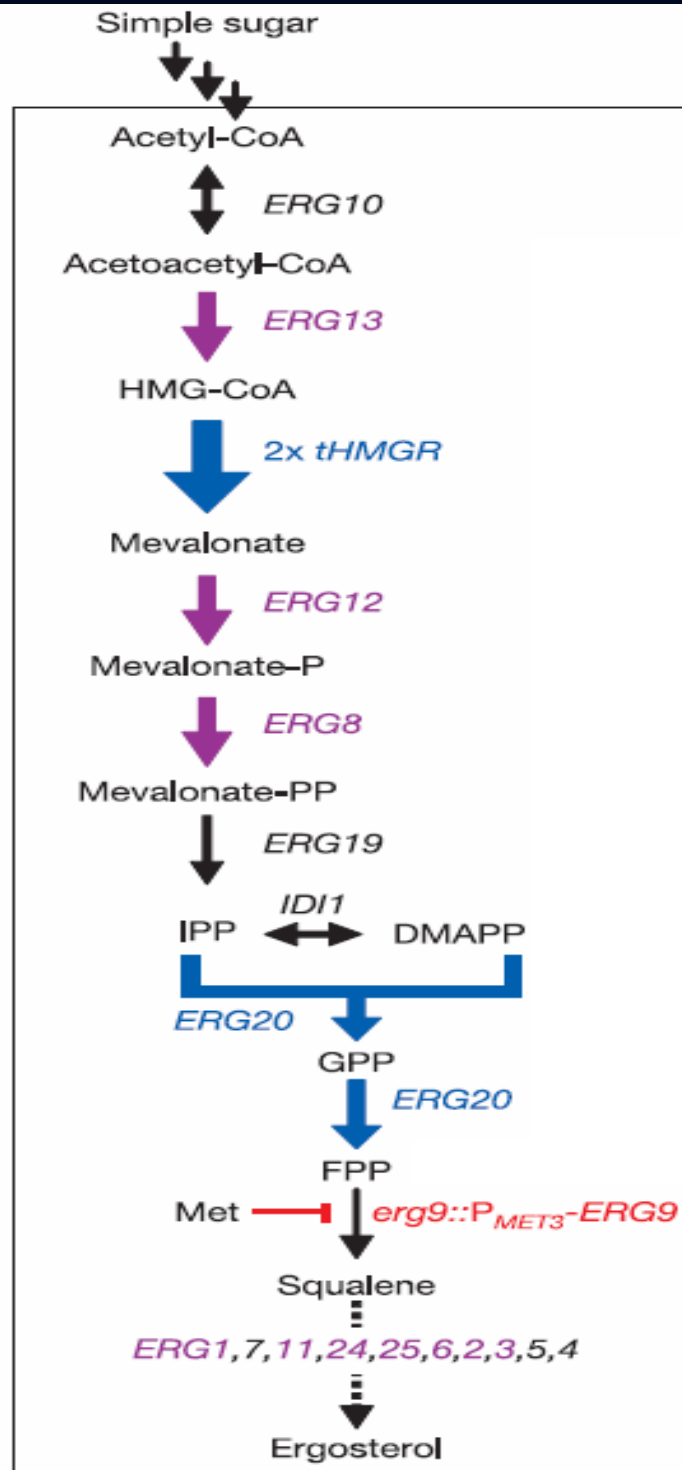 Simple sugar
Acetyl-CoA
ERG10
Acetoacetyl-CoA
ERG13
HMG-CoA
2x tHMGR
Mevalonate
ERG12
Mevalonate-P
ERG8
Mevalonate-PP
ERG19
IDI1
IPP DMAPP
ERG20
GPP
ERG20
FPP
Met erg9::PMET3-ERG9
Squalene
ERG1,7,11,24,25,6,2,3,5,4
Ergosterol